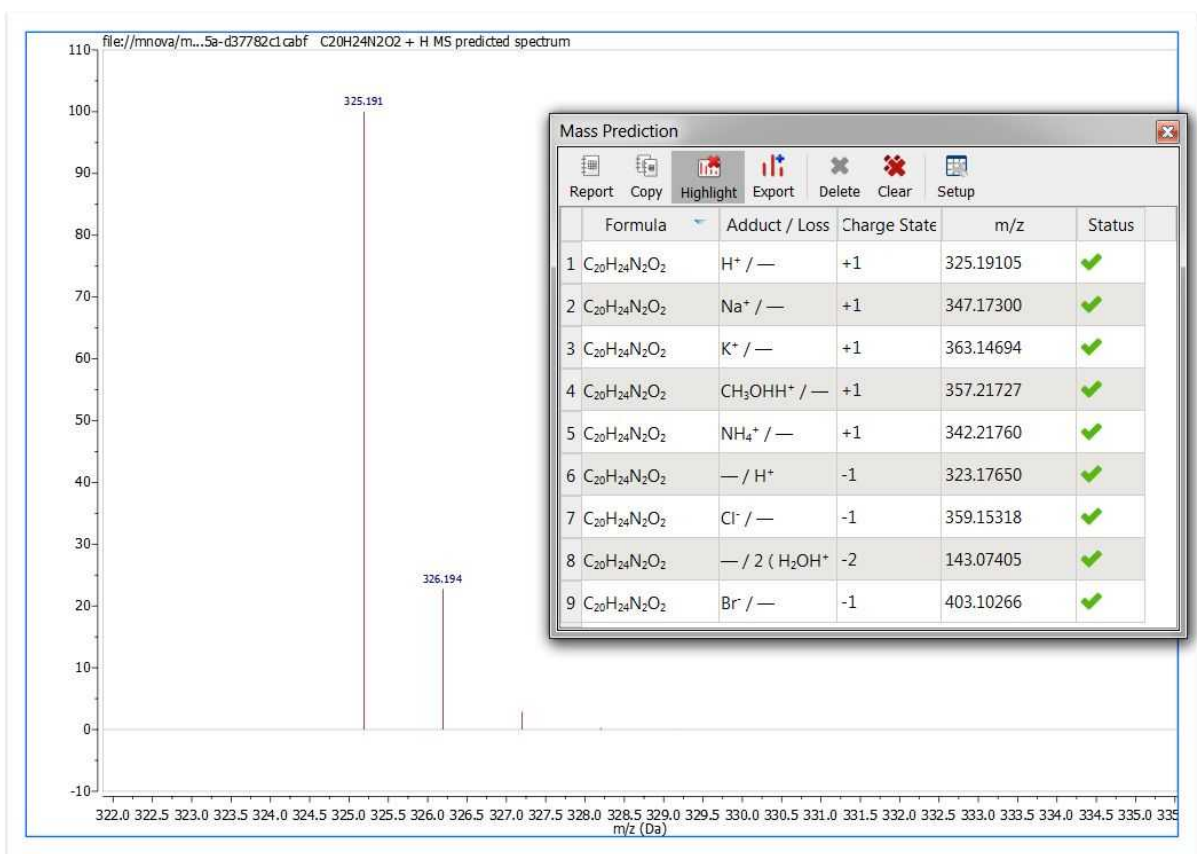 file://mnova/m...5a-d37782c1cabf C20H24N2O2 + H MS predicted spectrum
110
100
90
80
70
60
50
40
30
20
10
0
-10
325.191
326.194
Mass Prediction
Report Copy Highlight Export Delete Clear Setup
Formula Adduct / Loss Charge State m/z Status
1 C₂₀H₂₄N₂O₂ H⁺ / — +1 325.19105
2 C₂₀H₂₄N₂O₂ Na⁺ / — +1 347.17300
3 C₂₀H₂₄N₂O₂ K⁺ / — +1 363.14694
4 C₂₀H₂₄N₂O₂ CH₃OHH⁺ / — +1 357.21727
5 C₂₀H₂₄N₂O₂ NH₄⁺ / — +1 342.21760
6 C₂₀H₂₄N₂O₂ — / H⁺ -1 323.17650
7 C₂₀H₂₄N₂O₂ Cl⁻ / — -1 359.15318
8 C₂₀H₂₄N₂O₂ — / 2 ( H₂OH⁺ -2 143.07405
9 C₂₀H₂₄N₂O₂ Br⁻ / — -1 403.10266
322.0 322.5 323.0 323.5 324.0 324.5 325.0 325.5 326.0 326.5 327.0 327.5 328.0 328.5 329.0 329.5 330.0 330.5 331.0 331.5 332.0 332.5 333.0 333.5 334.0 334.5 335.0 335
m/z (Da)